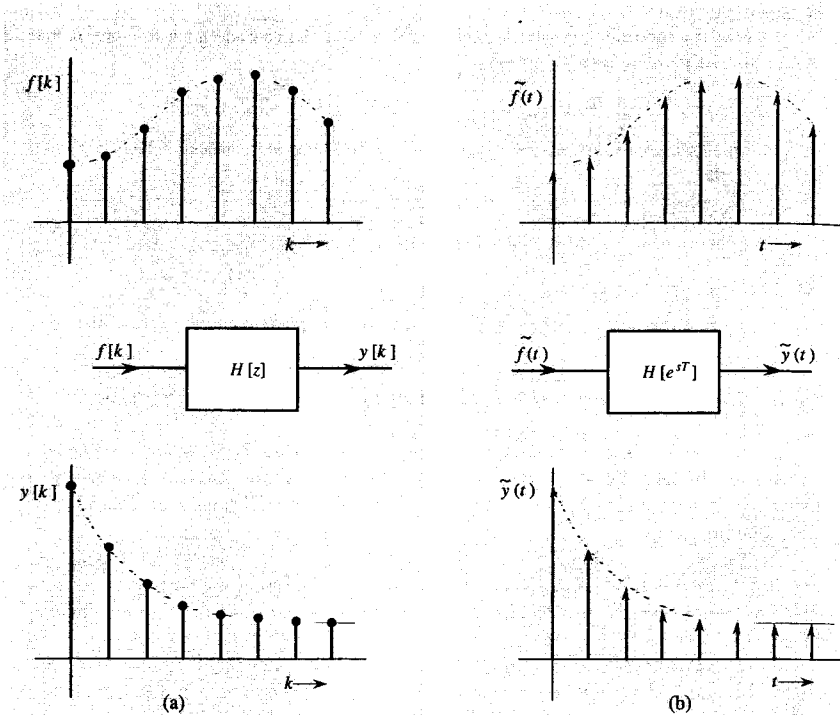 f[k]
k
f̃(t)
t
f[k]
H[z]
y[k]
f̃(t)
H[e^{sT}]
ỹ(t)
y[k]
k
(a)
ỹ(t)
t
(b)